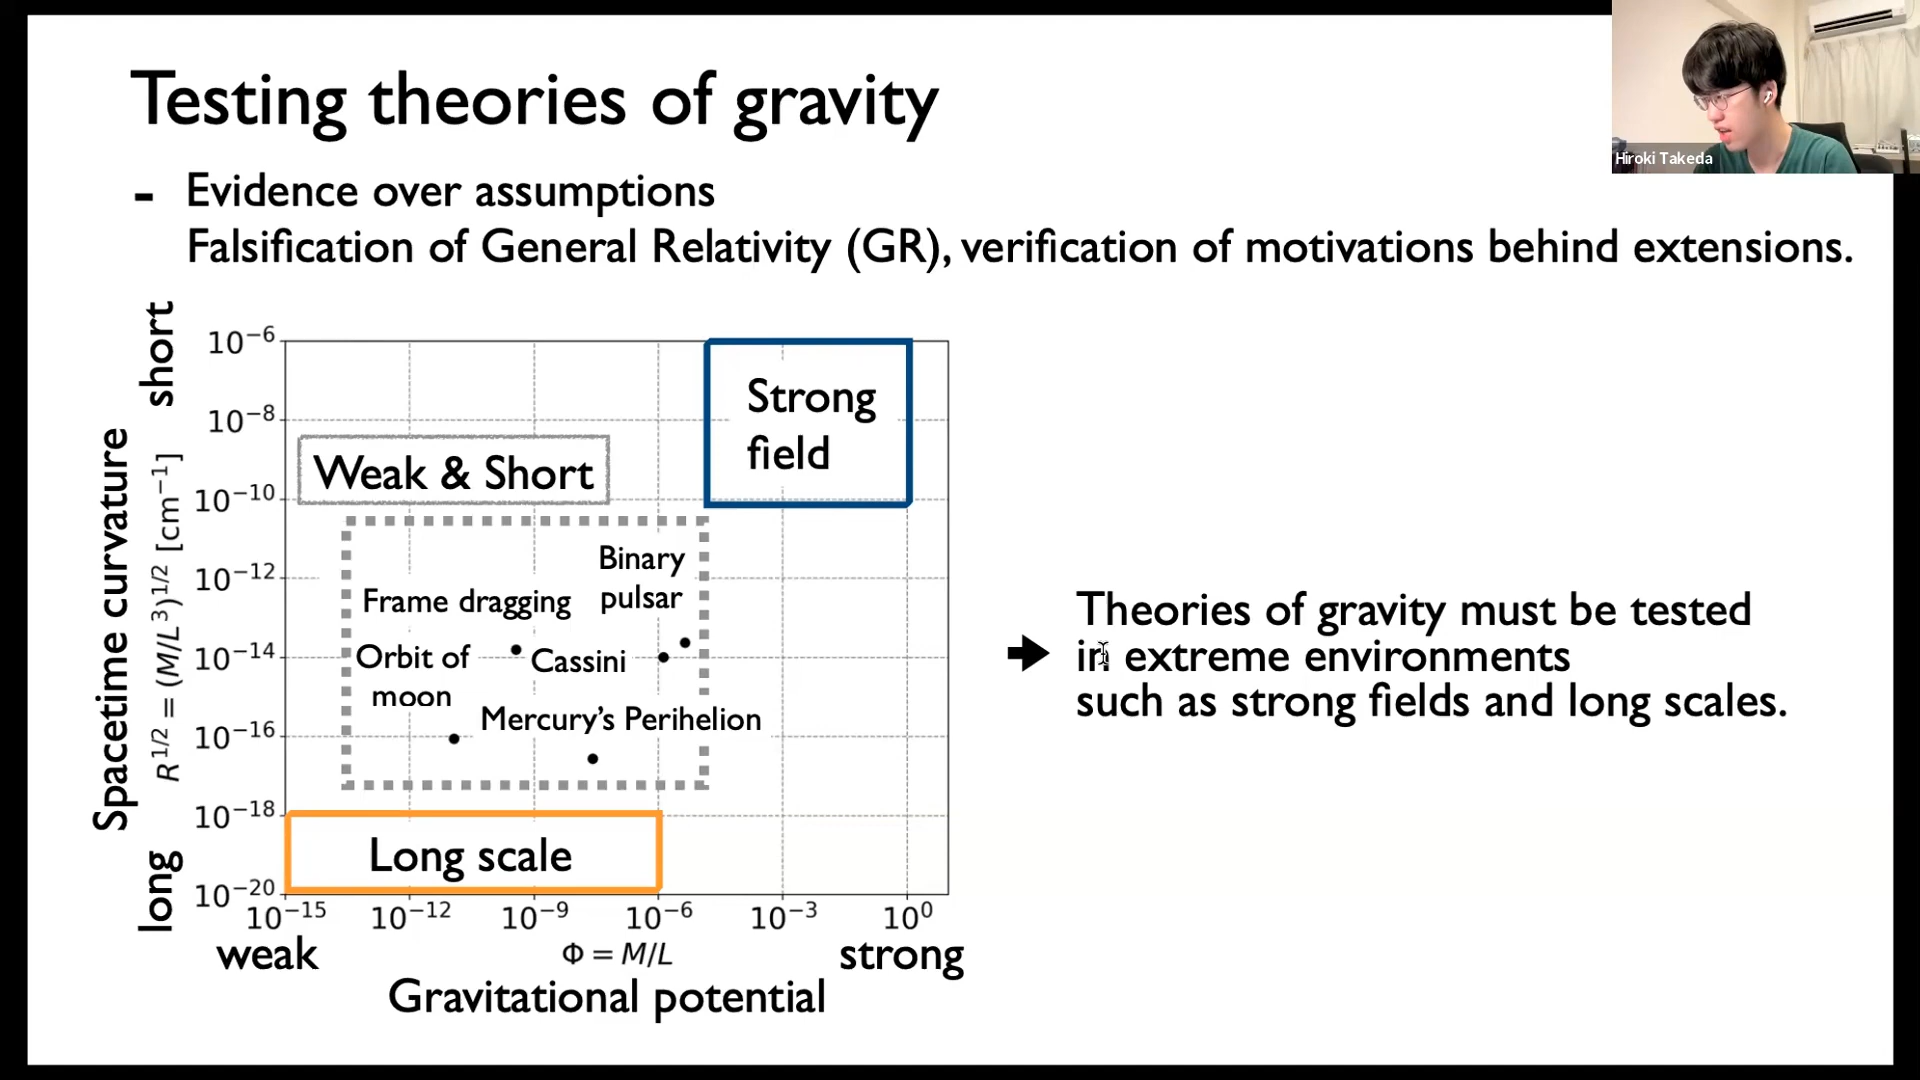 Testing theories of gravity
Hiroki Takeda
- Evidence over assumptions
Falsification of General Relativity (GR), verification of motivations behind extensions.
short
Spacetime curvature
R^{1/2} = (M/L^3)^{1/2} [cm^{-1}]
long
10^{-6}
10^{-8}
10^{-10}
10^{-12}
10^{-14}
10^{-16}
10^{-18}
10^{-20}
Strong
field
Weak & Short
Binary
pulsar
Frame dragging
Orbit of
moon
Cassini
Mercury's Perihelion
Long scale
10^{-15} 10^{-12} 10^{-9} 10^{-6} 10^{-3} 10^{0}
weak Φ = M/L strong
Gravitational potential
Theories of gravity must be tested
in extreme environments
such as strong fields and long scales.